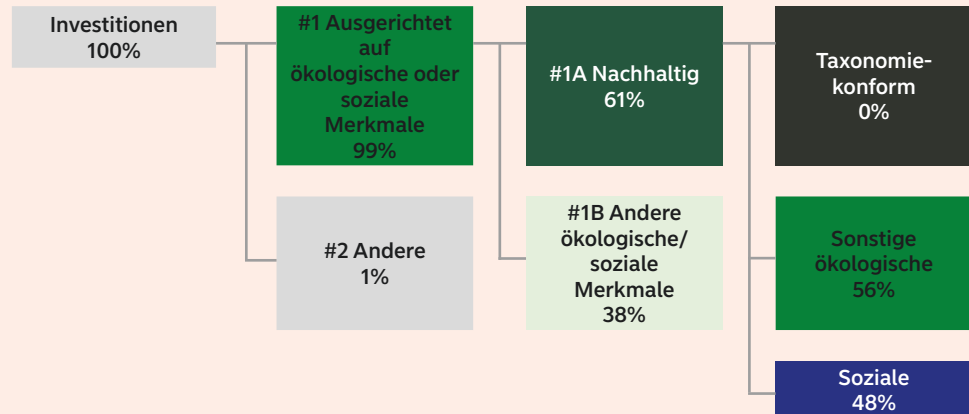 Investitionen
100%
#1 Ausgerichtet
auf
ökologische oder
soziale
Merkmale
99%
#1A Nachhaltig
61%
Taxonomie-
konform
0%
#2 Andere
1%
#1B Andere
ökologische/
soziale
Merkmale
38%
Sonstige
ökologische
56%
Soziale
48%